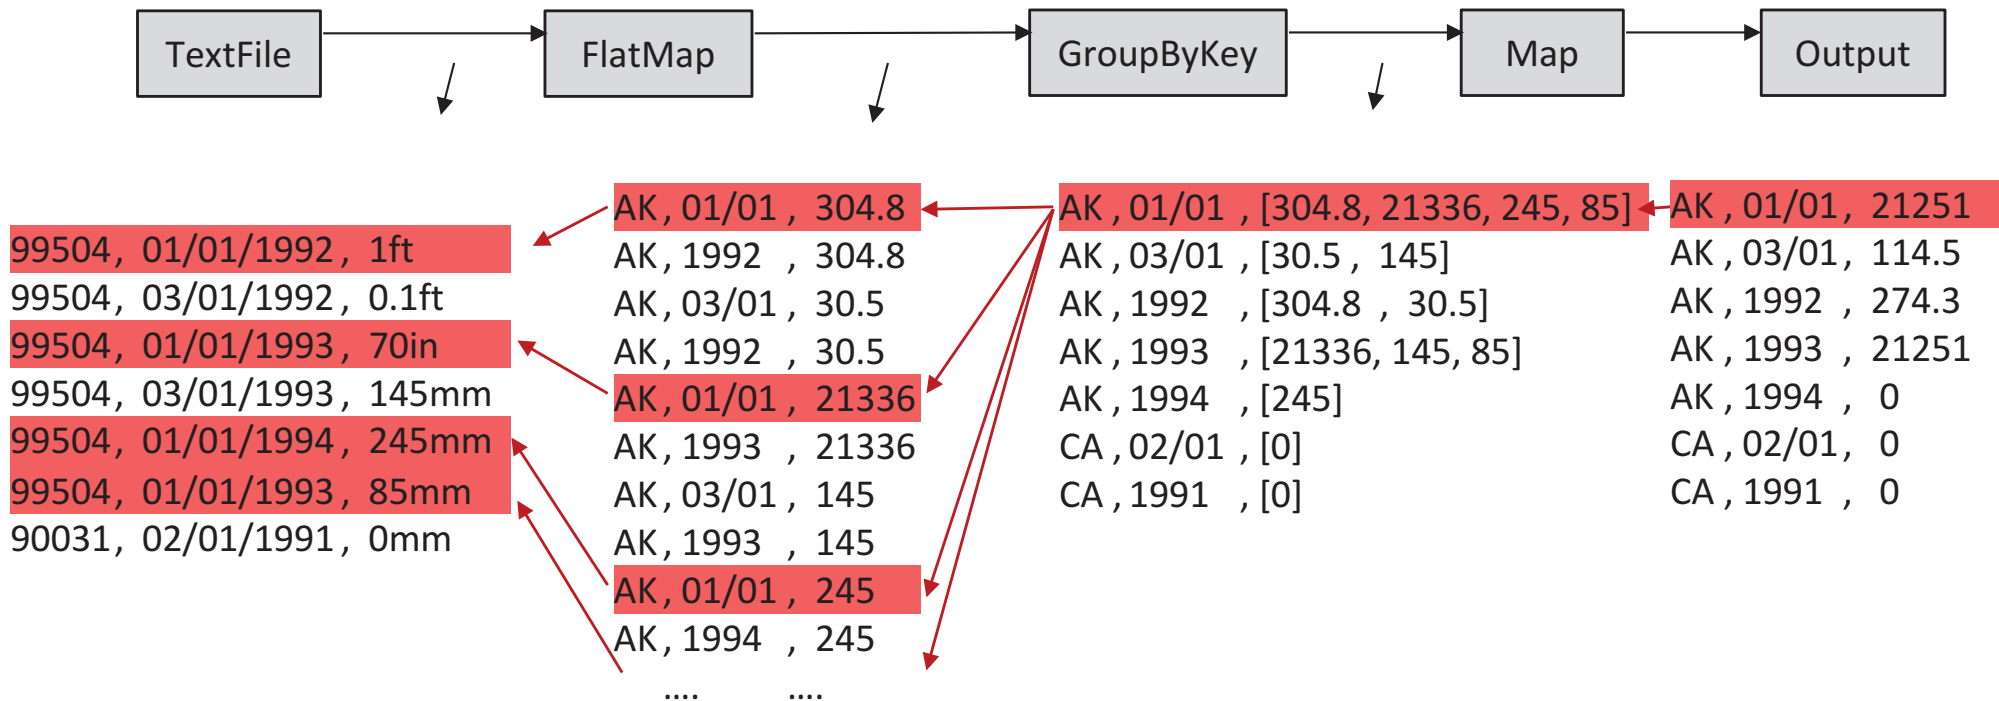 TextFile
FlatMap
GroupByKey
Map
Output
99504, 01/01/1992, 1ft
99504, 03/01/1992, 0.1ft
99504, 01/01/1993, 70in
99504, 03/01/1993, 145mm
99504, 01/01/1994, 245mm
99504, 01/01/1993, 85mm
90031, 02/01/1991, 0mm
AK, 01/01, 304.8
AK, 1992, 304.8
AK, 03/01, 30.5
AK, 1992, 30.5
AK, 01/01, 21336
AK, 1993, 21336
AK, 03/01, 145
AK, 1993, 145
AK, 01/01, 245
AK, 1994, 245
.... ....
AK, 01/01, [304.8, 21336, 245, 85]
AK, 03/01, [30.5, 145]
AK, 1992, [304.8, 30.5]
AK, 1993, [21336, 145, 85]
AK, 1994, [245]
CA, 02/01, [0]
CA, 1991, [0]
AK, 01/01, 21251
AK, 03/01, 114.5
AK, 1992, 274.3
AK, 1993, 21251
AK, 1994, 0
CA, 02/01, 0
CA, 1991, 0